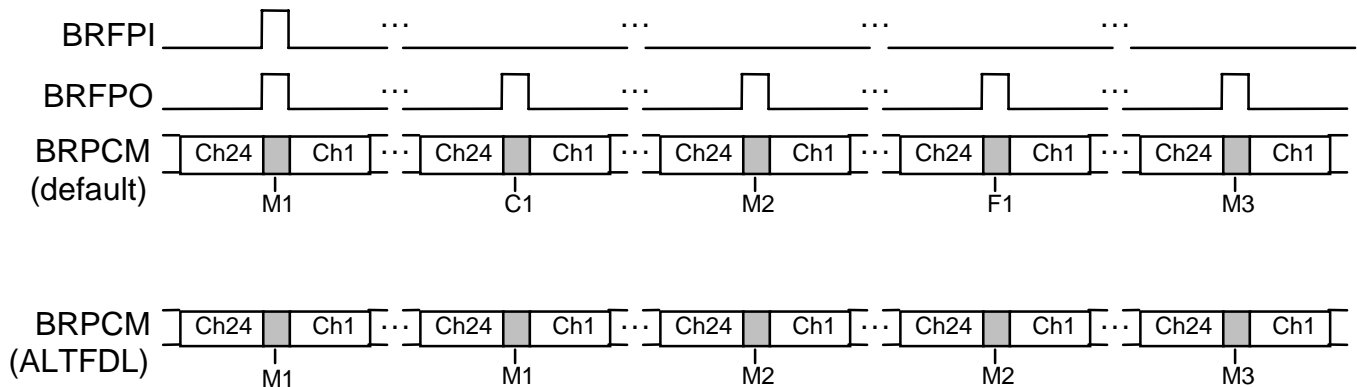 BRFPI ... ... ... ...
BRFPO ... ... ... ...
BRPCM (default)
Ch24 Ch1 ... Ch24 Ch1 ... Ch24 Ch1 ... Ch24 Ch1 ... Ch24 Ch1
M1 C1 M2 F1 M3
BRPCM (ALTFDL)
Ch24 Ch1 ... Ch24 Ch1 ... Ch24 Ch1 ... Ch24 Ch1 ... Ch24 Ch1
M1 M1 M2 M2 M3